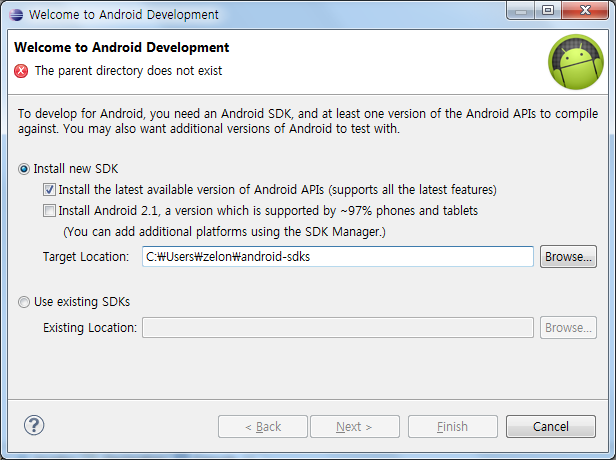 Welcome to Android Development
Welcome to Android Development
The parent directory does not exist
To develop for Android, you need an Android SDK, and at least one version of the Android APIs to compile
against. You may also want additional versions of Android to test with.
Install new SDK
Install the latest available version of Android APIs (supports all the latest features)
Install Android 2.1, a version which is supported by ~97% phones and tablets
(You can add additional platforms using the SDK Manager.)
Target Location: C:₩Users₩zelon₩android-sdks Browse...
Use existing SDKs
Existing Location: Browse...
? < Back Next > Finish Cancel